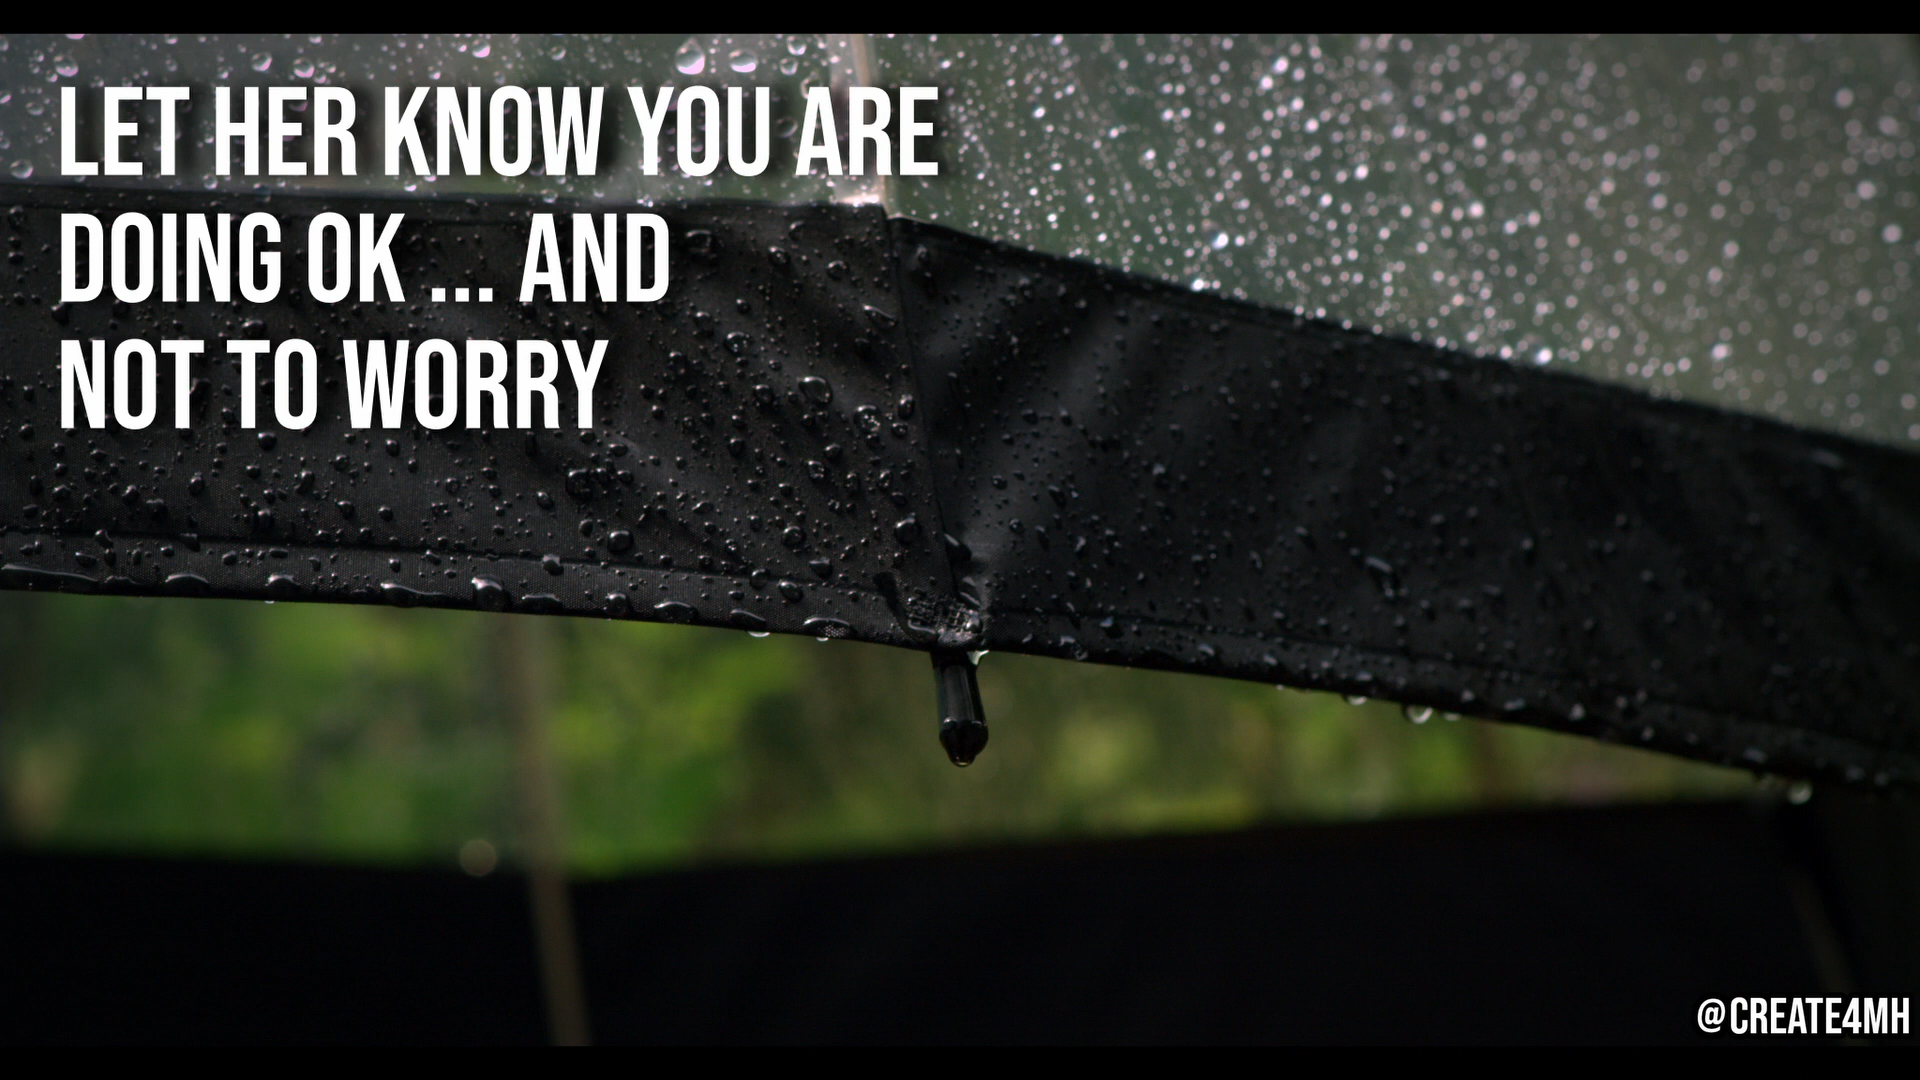 LET HER KNOW YOU ARE
DOING OK ... AND
NOT TO WORRY
@CREATE4MH